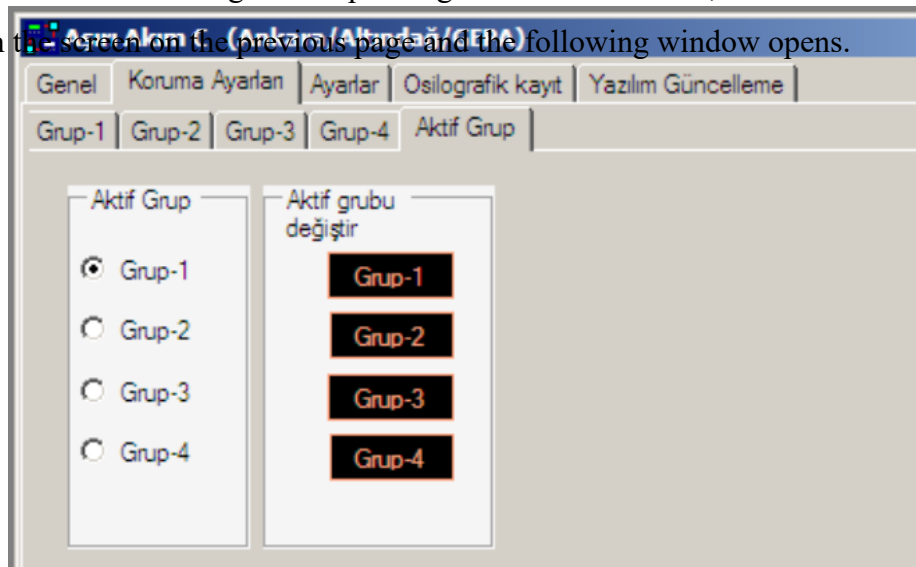 the screen on the previous page and the following window opens.
Aşırı Akım
Genel Koruma Ayarları Ayarlar Osilografik kayıt Yazılım Güncelleme
Grup-1 Grup-2 Grup-3 Grup-4 Aktif Grup
Aktif Grup
Grup-1
Grup-2
Grup-3
Grup-4
Aktif grubu
değiştir
Grup-1
Grup-2
Grup-3
Grup-4